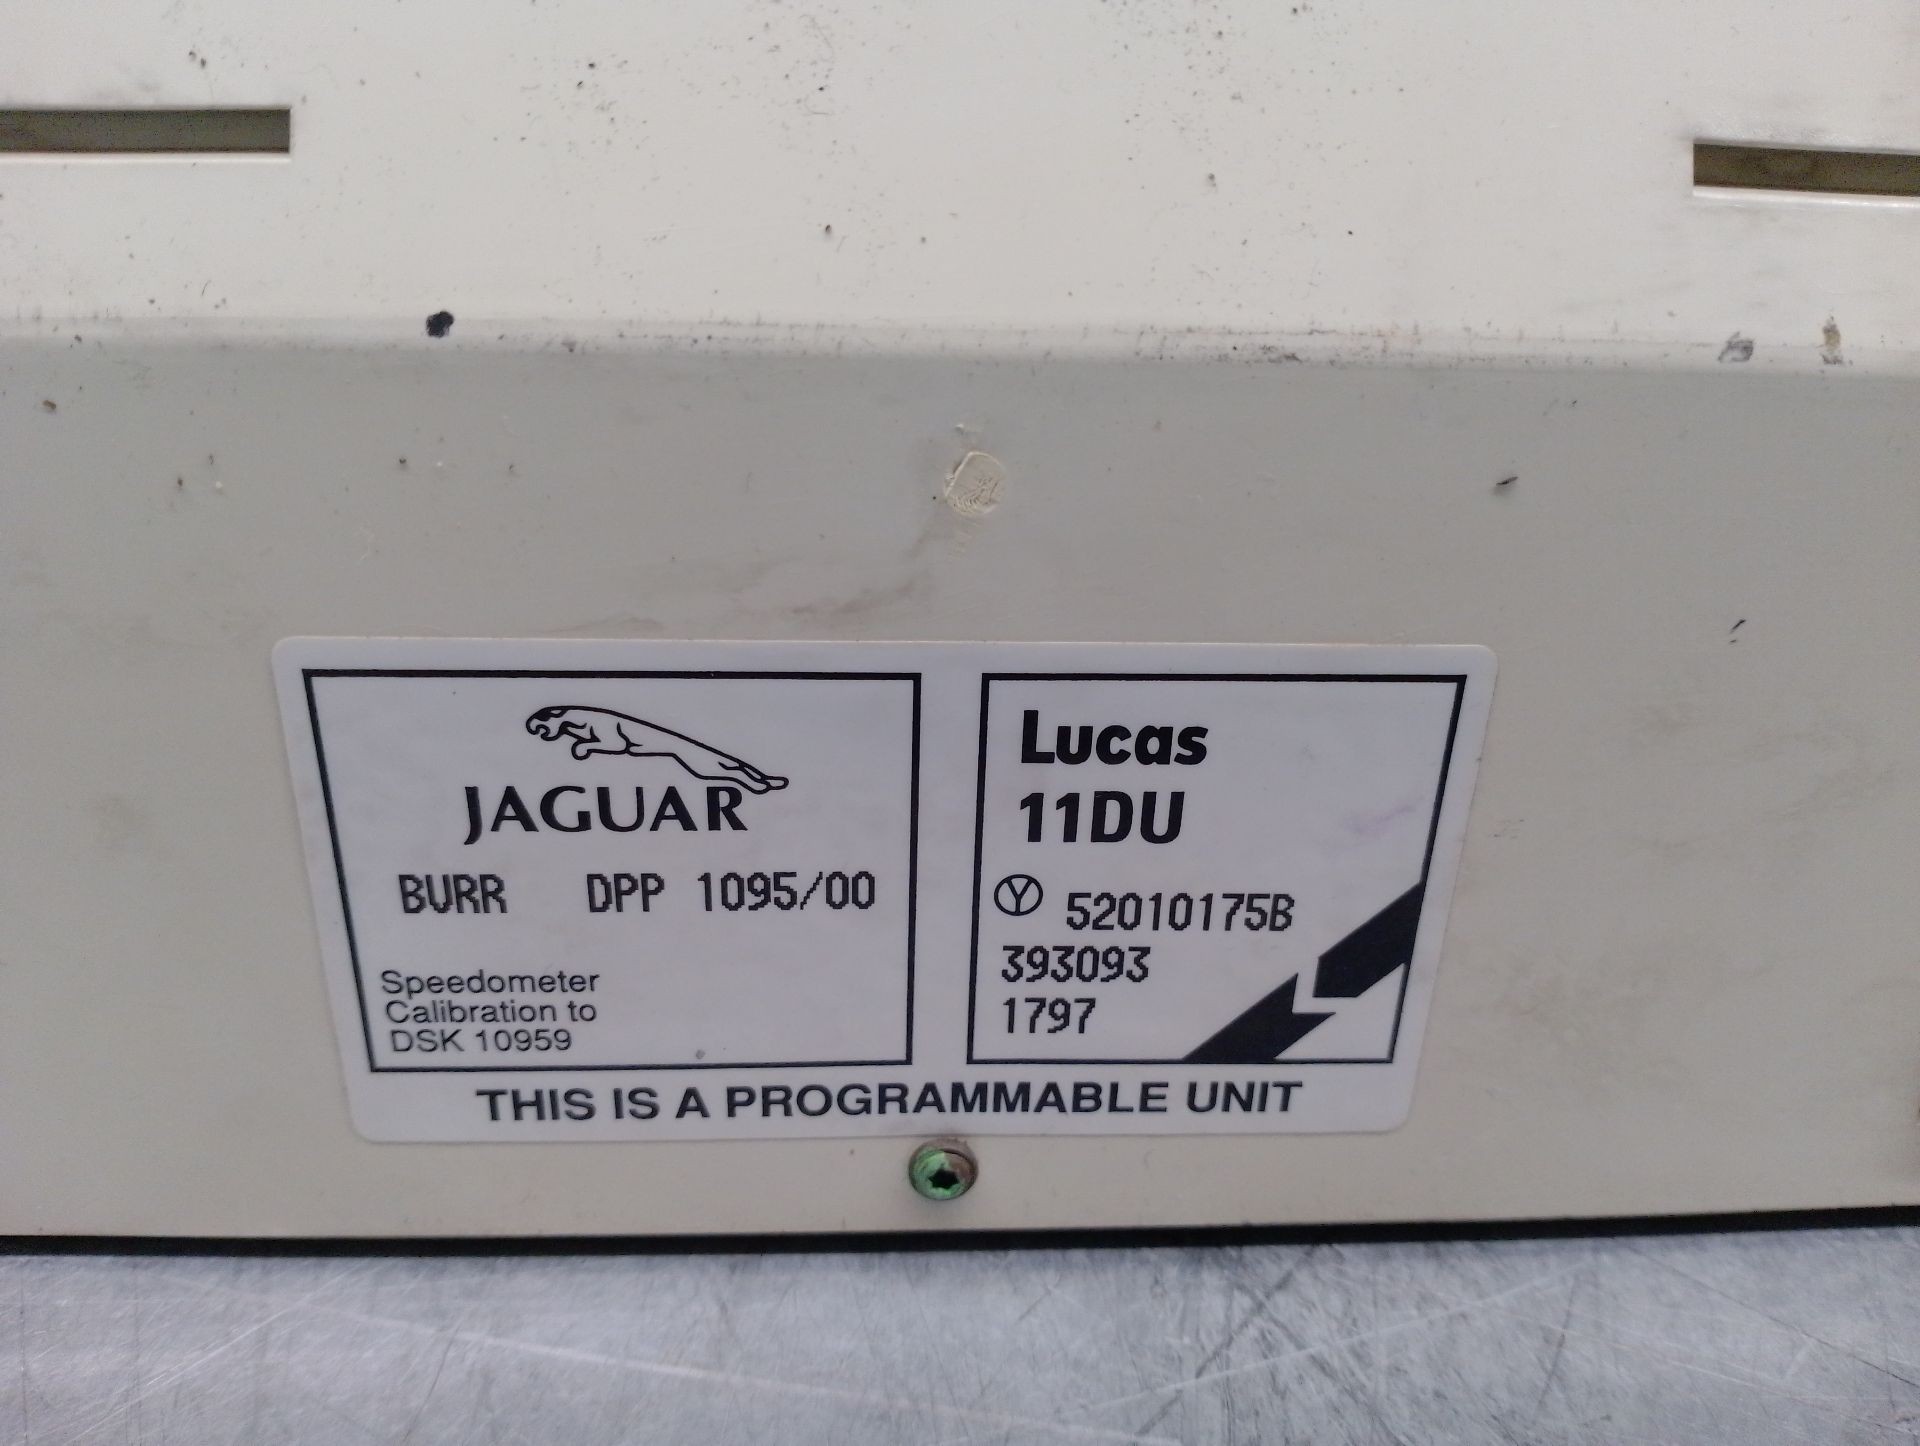 JAGUAR
BURR DPP 1095/00
Speedometer
Calibration to
DSK 10959
Lucas
11DU
52010175B
393093
1797
THIS IS A PROGRAMMABLE UNIT